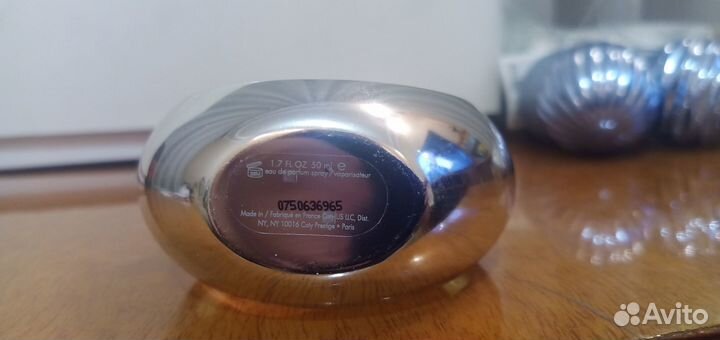 1.7 FL OZ. 50 ml e
eau de parfum spray / vaporisateur
0750636965
Made in / Fabriqué en France Coty US LLC, Dist.
NY, NY 10016 Coty Prestige • Paris
Avito